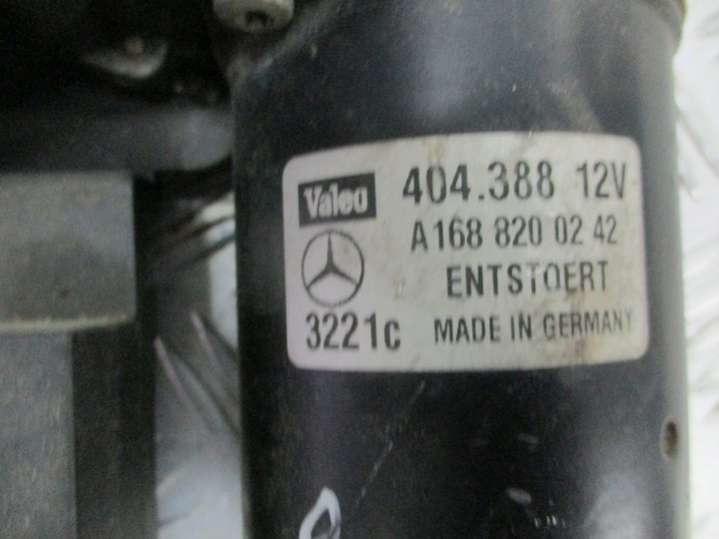 Valeo 404.388 12V
A 168 820 02 42
ENTSTOERT
3221c MADE IN GERMANY